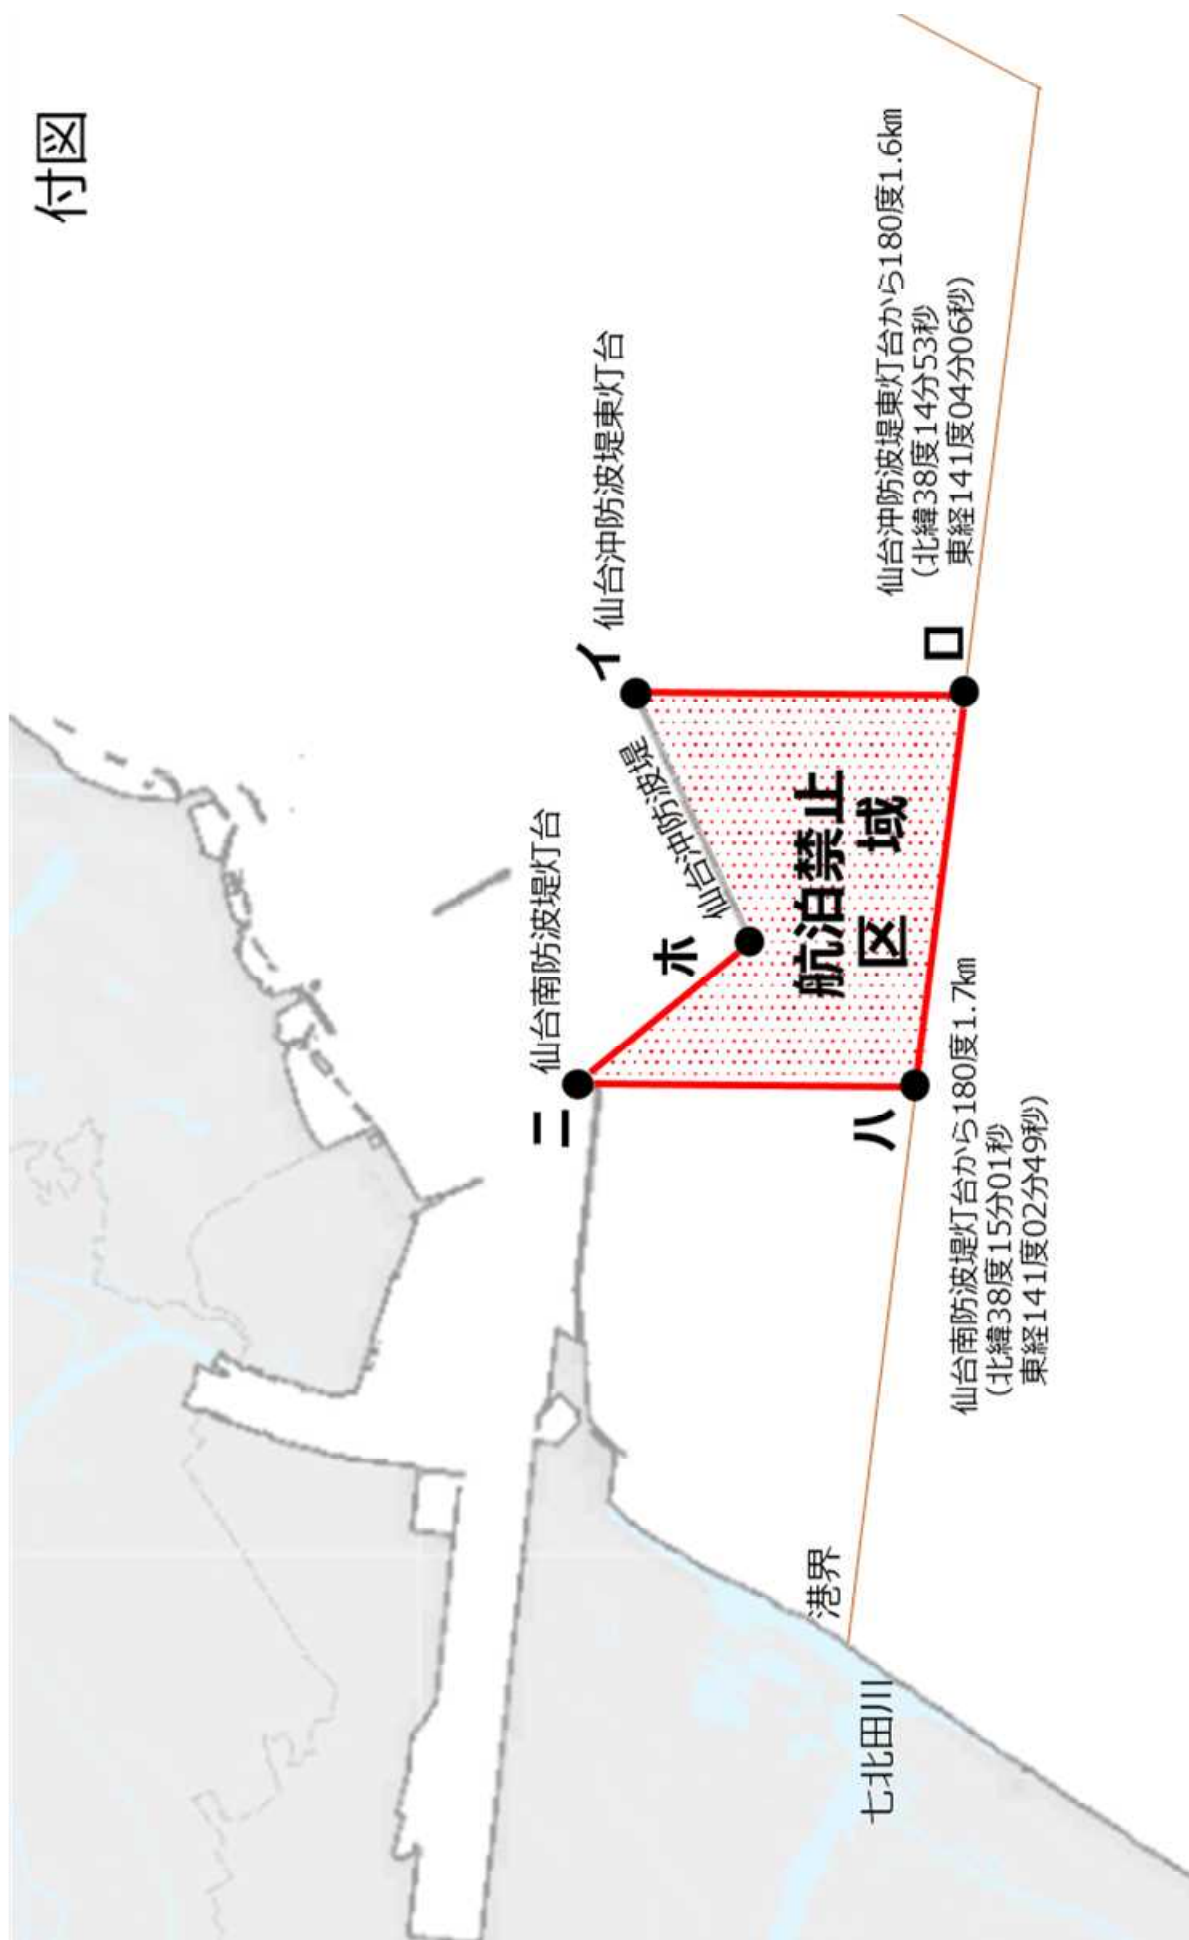 付図
仙台沖防波堤東灯台
イ
仙台沖防波堤
仙台南防波堤灯台
ニ
ホ
航泊禁止
区域
ロ
仙台沖防波堤東灯台から180度1.6㎞
(北緯38度14分53秒
東経141度04分06秒)
ハ
仙台南防波堤灯台から180度1.7㎞
(北緯38度15分01秒
東経141度02分49秒)
港界
七北田川